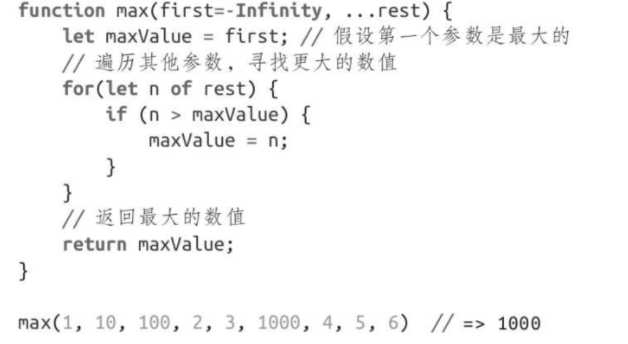 function max(first=-Infinity, ...rest) {
    let maxValue = first; // 假设第一个参数是最大的
    // 遍历其他参数，寻找更大的数值
    for(let n of rest) {
        if (n > maxValue) {
            maxValue = n;
        }
    }
    // 返回最大的数值
    return maxValue;
}

max(1, 10, 100, 2, 3, 1000, 4, 5, 6)  // => 1000